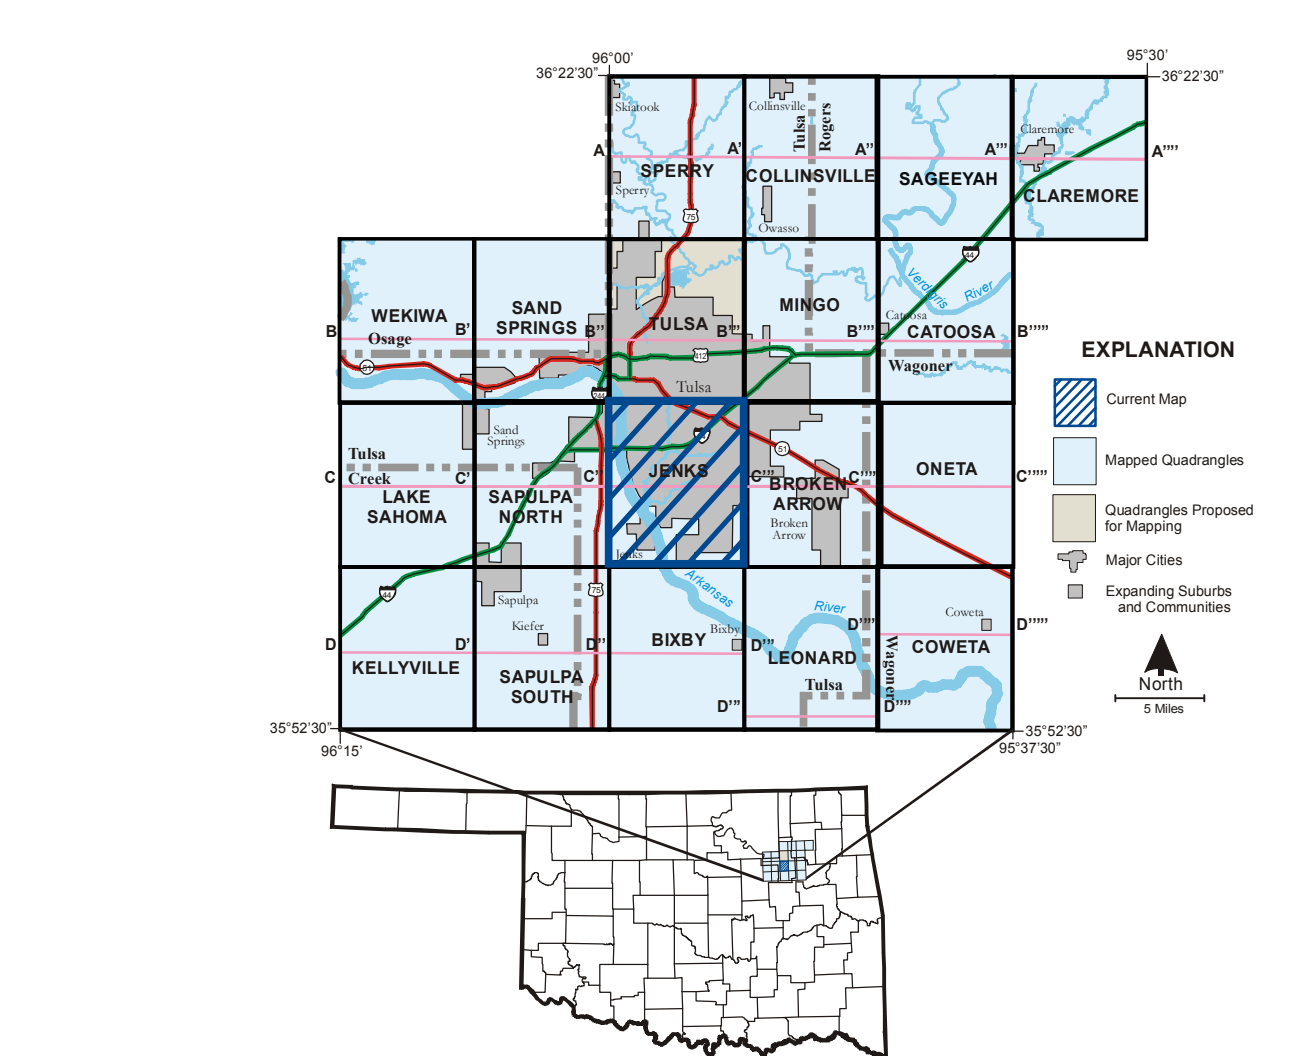 96°00'
95°30'
36°22'30"
36°22'30"
Skiatook
Collinsville
Tulsa
Rogers
Claremore
A
A'
A''
A'''
A''''
SPERRY
COLLINSVILLE
SAGEEYAH
CLAREMORE
Sperry
75
Owasso
44
Verdigris
River
WEKIWA
SAND
SPRINGS
TULSA
MINGO
Catoosa
CATOOSA
B
B'
B''
B'''
B''''
B'''''
Osage
51
412
Wagoner
Tulsa
244
EXPLANATION
Current Map
Mapped Quadrangles
Quadrangles Proposed
for Mapping
Major Cities
Expanding Suburbs
and Communities
North
5 Miles
Sand
Springs
51
Tulsa
Creek
C
C'
C''
C'''
C''''
C'''''
JENKS
ONETA
LAKE
SAHOMA
SAPULPA
NORTH
BROKEN
ARROW
Broken
Arrow
Jenks
44
75
Arkansas
River
Sapulpa
Kiefer
Bixby
Coweta
D
D'
D''
D'''
D''''
D'''''
KELLYVILLE
SAPULPA
SOUTH
BIXBY
LEONARD
COWETA
Wagoner
Tulsa
D'''
D''''
35°52'30"
96°15'
35°52'30"
95°37'30"